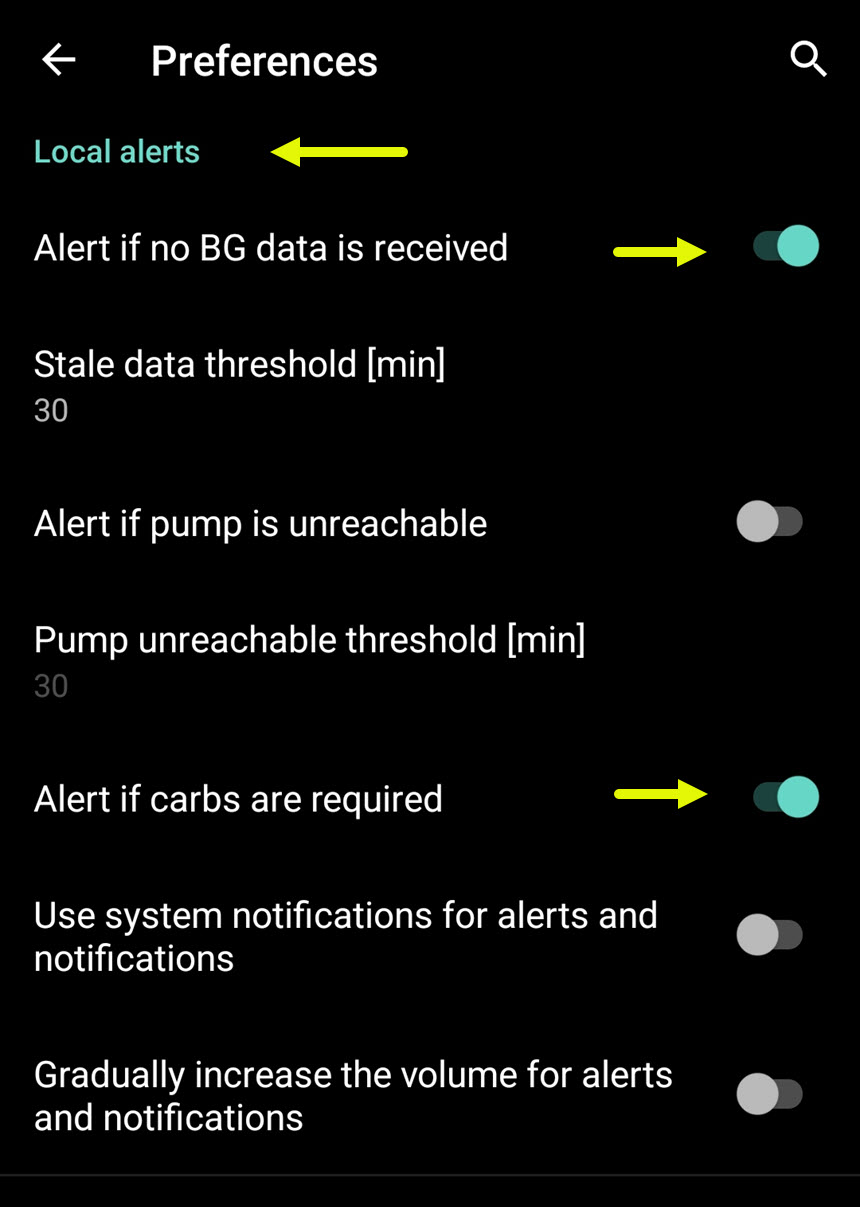 Preferences
Local alerts
Alert if no BG data is received
Stale data threshold [min]
30
Alert if pump is unreachable
Pump unreachable threshold [min]
30
Alert if carbs are required
Use system notifications for alerts and
notifications
Gradually increase the volume for alerts
and notifications